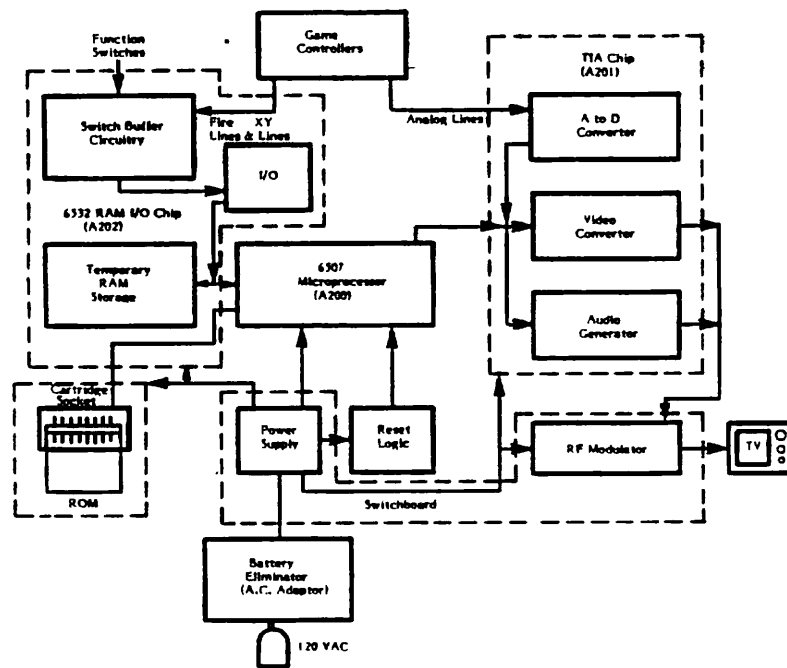 Function
Switches
Game
Controllers
TIA Chip
(A201)
Switch Buffer
Circuitry
Fire XY
Lines & Lines
Analog Lines
A to D
Converter
I/O
6532 RAM I/O Chip
(A202)
Video
Converter
Temporary
RAM
Storage
6507
Microprocessor
(A200)
Audio
Generator
Cartridge
Socket
ROM
Power
Supply
Reset
Logic
RF Modulator
TV
Switchboard
Battery
Eliminator
(A.C. Adaptor)
120 VAC